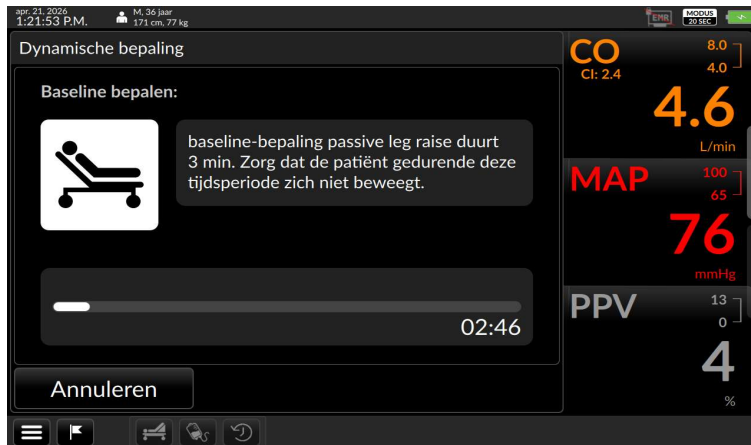 apr. 21, 2026
1:21:53 P.M.
M, 36 jaar
171 cm, 77 kg
EMR
MODUS
20 SEC
Dynamische bepaling
Baseline bepalen:
baseline-bepaling passive leg raise duurt
3 min. Zorg dat de patiënt gedurende deze
tijdsperiode zich niet beweegt.
02:46
Annuleren
CO
CI: 2.4
8.0
4.0
4.6
L/min
MAP
100
65
76
mmHg
PPV
13
0
4
%